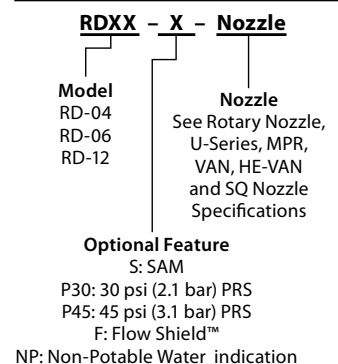 RDXX – X – Nozzle
Model
RD-04
RD-06
RD-12
Nozzle
See Rotary Nozzle,
U-Series, MPR,
VAN, HE-VAN
and SQ Nozzle
Specifications
Optional Feature
S: SAM
P30: 30 psi (2.1 bar) PRS
P45: 45 psi (3.1 bar) PRS
F: Flow Shield™
NP: Non-Potable Water indication